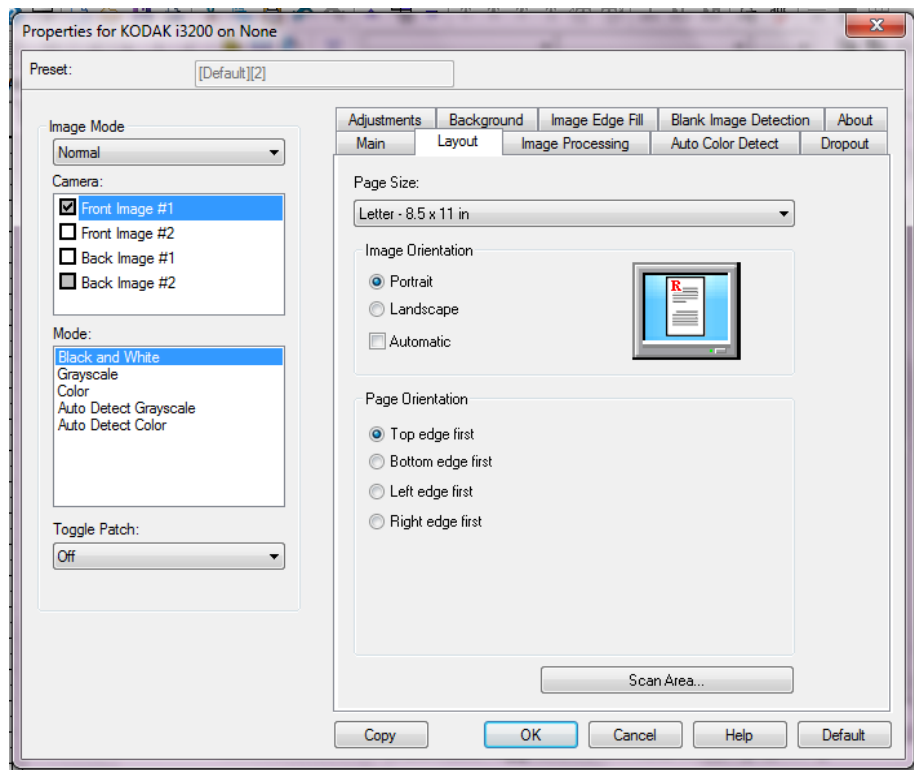 Properties for KODAK i3200 on None
Preset:
[Default][2]
Image Mode
Normal
Camera:
Front Image #1
Front Image #2
Back Image #1
Back Image #2
Mode:
Black and White
Grayscale
Color
Auto Detect Grayscale
Auto Detect Color
Toggle Patch:
Off
Adjustments Background Image Edge Fill Blank Image Detection About
Main Layout Image Processing Auto Color Detect Dropout
Page Size:
Letter - 8.5 x 11 in
Image Orientation
Portrait
Landscape
Automatic
R
Page Orientation
Top edge first
Bottom edge first
Left edge first
Right edge first
Scan Area...
Copy OK Cancel Help Default